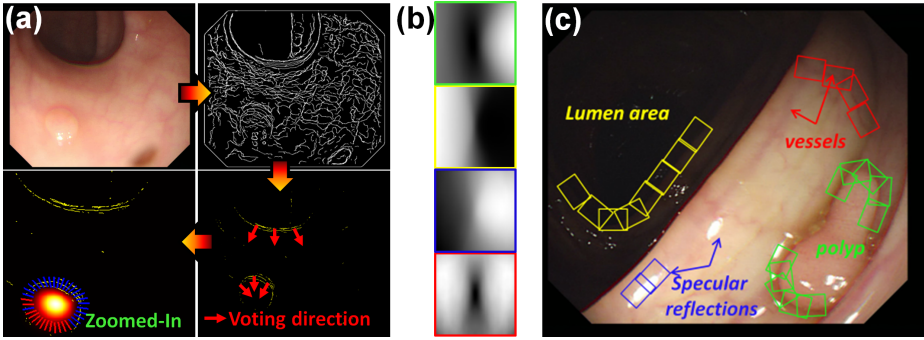 (a)
(b)
(c)
Lumen area
vessels
polyp
Specular
reflections
Zoomed-In
Voting direction